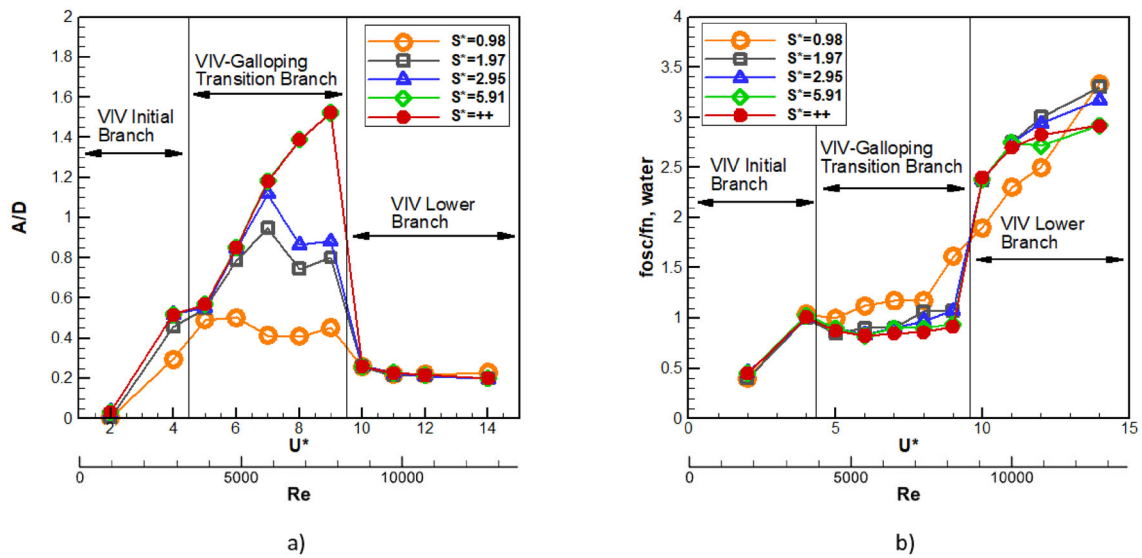 2
1.8
1.6
1.4
1.2
1
0.8
0.6
0.4
0.2
0
A/D
VIV-Galloping
Transition Branch
VIV Initial
Branch
VIV Lower
Branch
S*=0.98
S*=1.97
S*=2.95
S*=5.91
S*=++
2 4 6 8 10 12 14
U*
0 5000 10000
Re
a)
4
3.5
3
2.5
2
1.5
1
0.5
0
fosc/fn, water
S*=0.98
S*=1.97
S*=2.95
S*=5.91
S*=++
VIV Initial
Branch
VIV-Galloping
Transition Branch
VIV Lower
Branch
0 5 10 15
U*
0 5000 10000
Re
b)